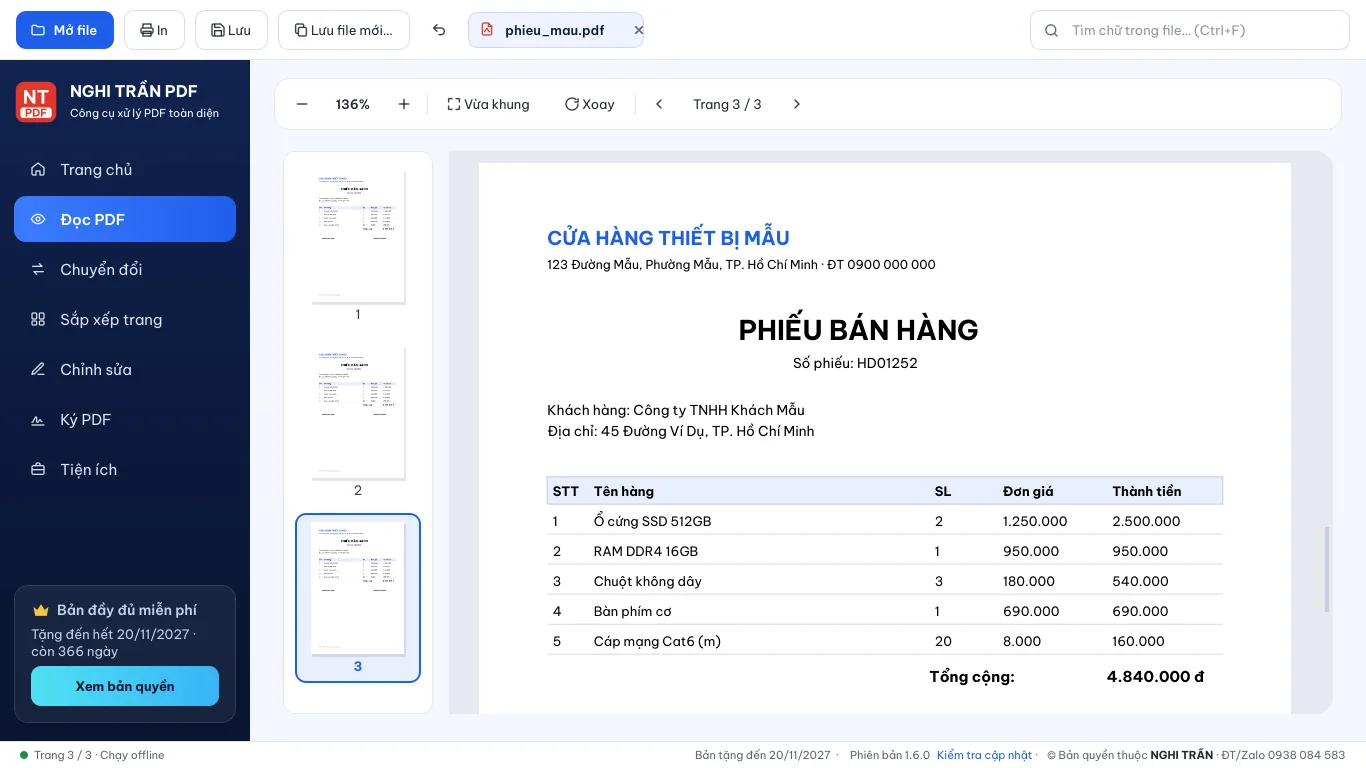 Mở file
In
Lưu
Lưu file mới...
phieu_mau.pdf
Tìm chữ trong file... (Ctrl+F)
NT
PDF
NGHI TRẦN PDF
Công cụ xử lý PDF toàn diện
Trang chủ
Đọc PDF
Chuyển đổi
Sắp xếp trang
Chỉnh sửa
Ký PDF
Tiện ích
Bản đầy đủ miễn phí
Tặng đến hết 20/11/2027 ·
còn 366 ngày
Xem bản quyền
136%
Vừa khung
Xoay
Trang 3 / 3
1
2
3
CỬA HÀNG THIẾT BỊ MẪU
123 Đường Mẫu, Phường Mẫu, TP. Hồ Chí Minh · ĐT 0900 000 000
PHIẾU BÁN HÀNG
Số phiếu: HD01252
Khách hàng: Công ty TNHH Khách Mẫu
Địa chỉ: 45 Đường Ví Dụ, TP. Hồ Chí Minh
STT Tên hàng SL Đơn giá Thành tiền
1 Ổ cứng SSD 512GB 2 1.250.000 2.500.000
2 RAM DDR4 16GB 1 950.000 950.000
3 Chuột không dây 3 180.000 540.000
4 Bàn phím cơ 1 690.000 690.000
5 Cáp mạng Cat6 (m) 20 8.000 160.000
Tổng cộng: 4.840.000 đ
Trang 3 / 3 · Chạy offline
Bản tặng đến 20/11/2027 · Phiên bản 1.6.0 Kiểm tra cập nhật · © Bản quyền thuộc NGHI TRẦN · ĐT/Zalo 0938 084 583